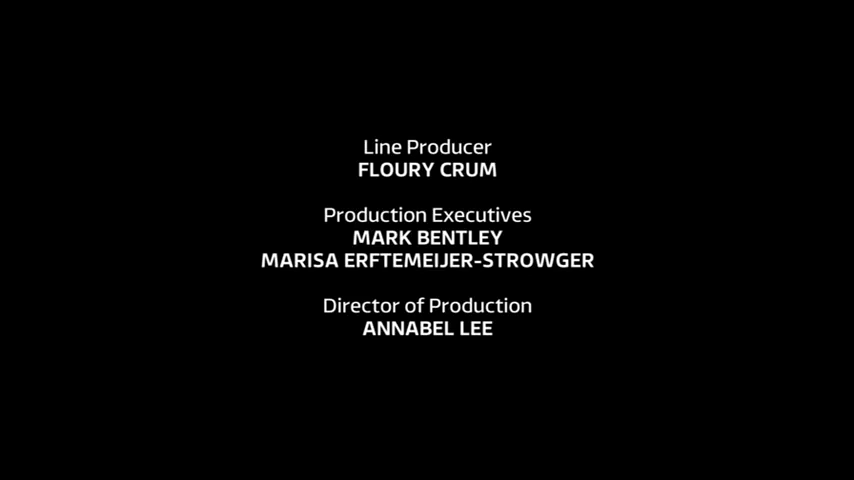 Line Producer
FLOURY CRUM
Production Executives
MARK BENTLEY
MARISA ERFTEMEIJER-STROWGER
Director of Production
ANNABEL LEE